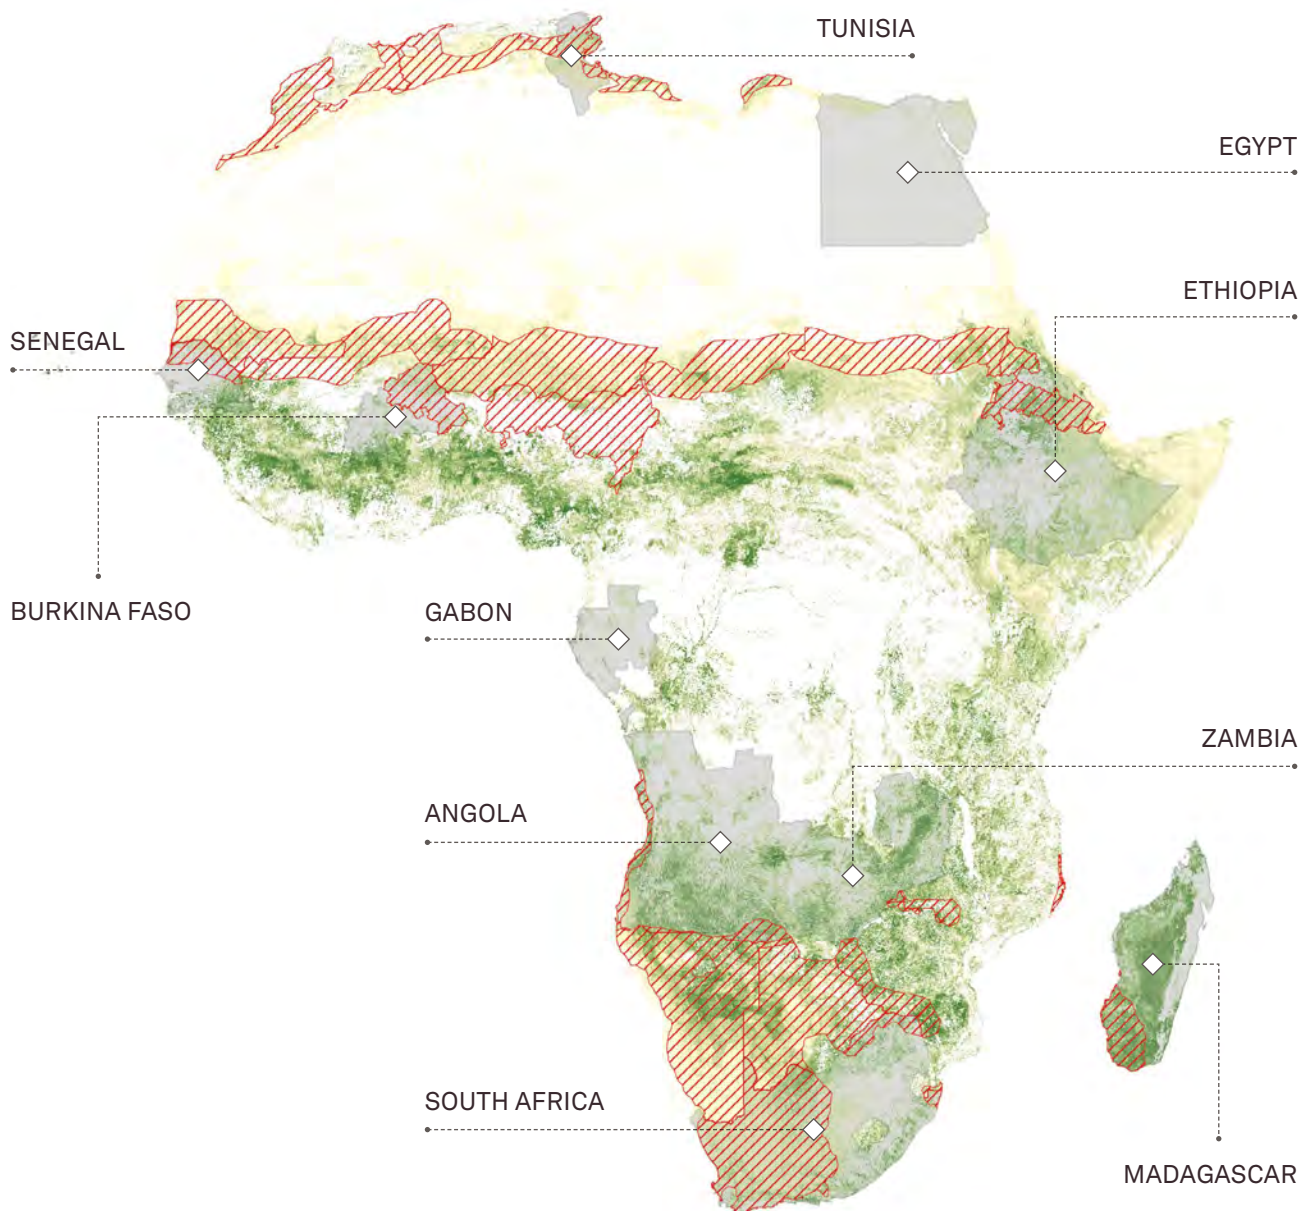 TUNISIA
EGYPT
ETHIOPIA
SENEGAL
BURKINA FASO
GABON
ZAMBIA
ANGOLA
SOUTH AFRICA
MADAGASCAR